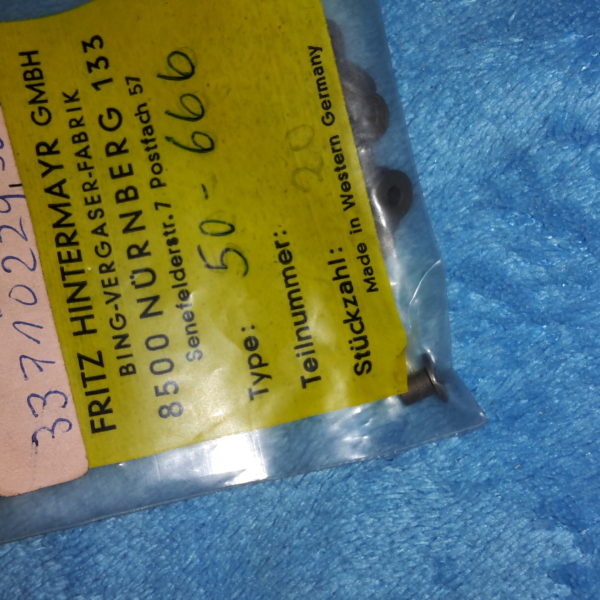 FRITZ HINTERMAYR GMBH
BING-VERGASER-FABRIK
8500 NÜRNBERG 133
Senefelderstr. 7 Postfach 57
Type: 50-666
Teilnummer:
Stückzahl: 20
Made in Western Germany